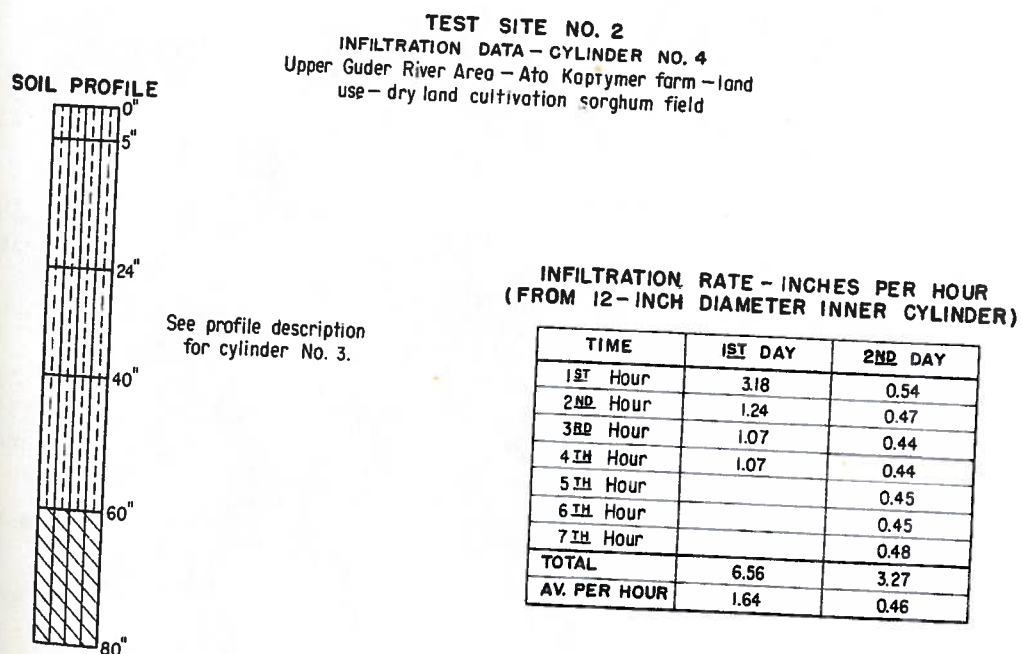 TEST SITE NO. 2
INFILTRATION DATA – CYLINDER NO. 4
Upper Guder River Area – Ato Kaptymer farm – land
use – dry land cultivation sorghum field
SOIL PROFILE
0"
5"
24"
40"
60"
80"
See profile description
for cylinder No. 3.
INFILTRATION RATE – INCHES PER HOUR
(FROM 12-INCH DIAMETER INNER CYLINDER)
TIME 1ST DAY 2ND DAY
1ST Hour 3.18 0.54
2ND Hour 1.24 0.47
3RD Hour 1.07 0.44
4TH Hour 1.07 0.44
5TH Hour 0.45
6TH Hour 0.45
7TH Hour 0.48
TOTAL 6.56 3.27
AV. PER HOUR 1.64 0.46